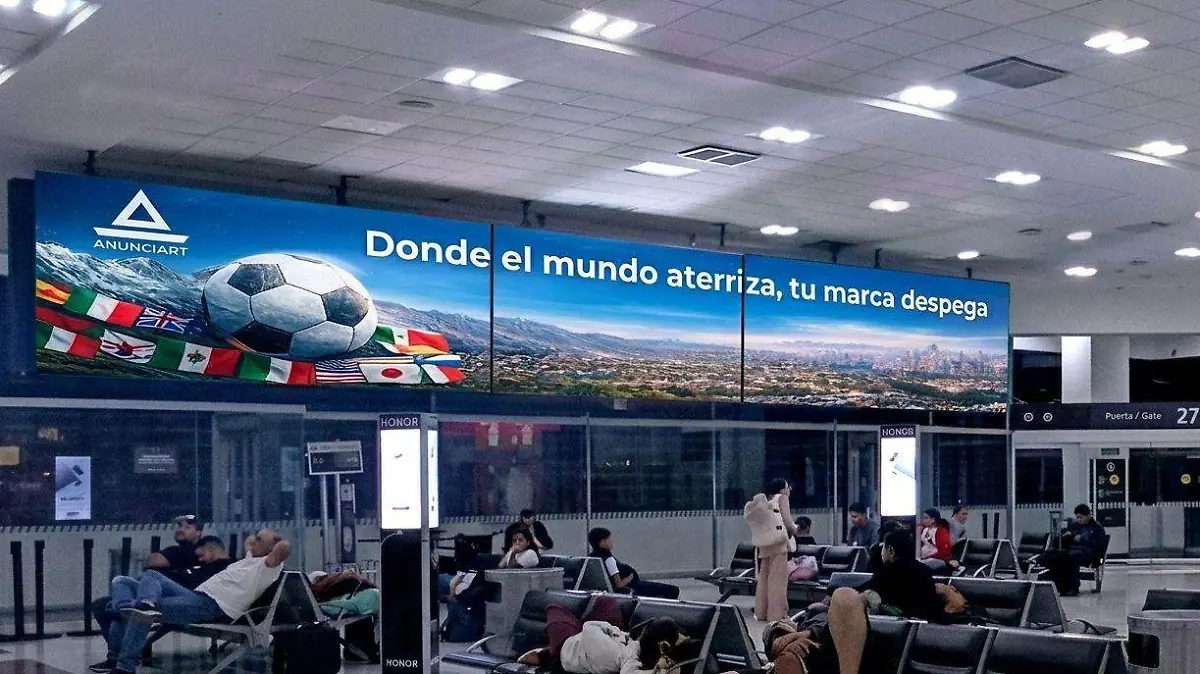 ANUNCIART
Donde el mundo aterriza, tu marca despega
Puerta / Gate 27
HONOR
HONOR
HONOR